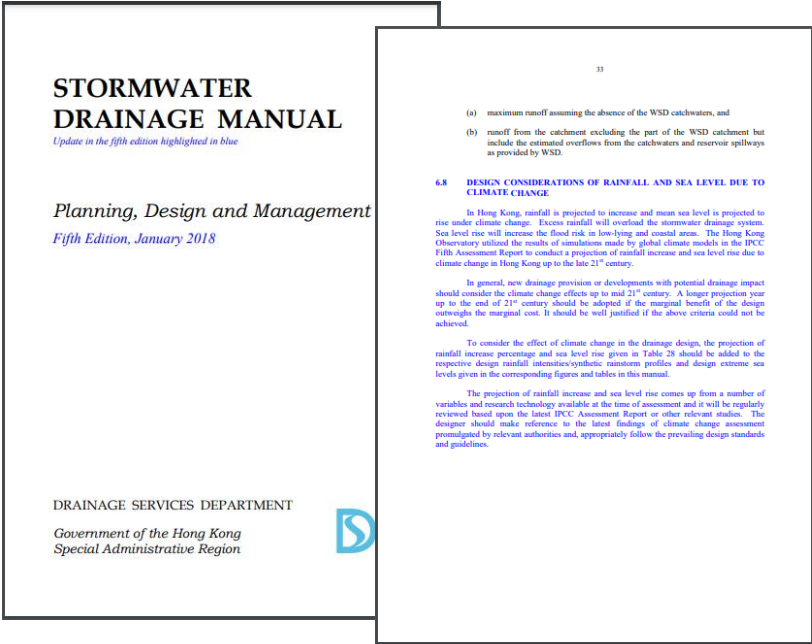 STORMWATER
DRAINAGE MANUAL
Update in the fifth edition highlighted in blue
Planning, Design and Management
Fifth Edition, January 2018
DRAINAGE SERVICES DEPARTMENT
Government of the Hong Kong
Special Administrative Region
33
(a) maximum runoff assuming the absence of the WSD catchwaters, and
(b) runoff from the catchment excluding the part of the WSD catchment but
include the estimated overflows from the catchwaters and reservoir spillways
as provided by WSD.
6.8 DESIGN CONSIDERATIONS OF RAINFALL AND SEA LEVEL DUE TO
CLIMATE CHANGE
In Hong Kong, rainfall is projected to increase and mean sea level is projected to
rise under climate change. Excess rainfall will overload the stormwater drainage system.
Sea level rise will increase the flood risk in low-lying and coastal areas. The Hong Kong
Observatory utilized the results of simulations made by global climate models in the IPCC
Fifth Assessment Report to conduct a projection of rainfall increase and sea level rise due to
climate change in Hong Kong up to the late 21st century.
In general, new drainage provision or developments with potential drainage impact
should consider the climate change effects up to mid 21st century. A longer projection year
up to the end of 21st century should be adopted if the marginal benefit of the design
outweighs the marginal cost. It should be well justified if the above criteria could not be
achieved.
To consider the effect of climate change in the drainage design, the projection of
rainfall increase percentage and sea level rise given in Table 28 should be added to the
respective design rainfall intensities/synthetic rainstorm profiles and design extreme sea
levels given in the corresponding figures and tables in this manual.
The projection of rainfall increase and sea level rise comes up from a number of
variables and research technology available at the time of assessment and it will be regularly
reviewed based upon the latest IPCC Assessment Report or other relevant studies. The
designer should make reference to the latest findings of climate change assessment
promulgated by relevant authorities and, appropriately follow the prevailing design standards
and guidelines.